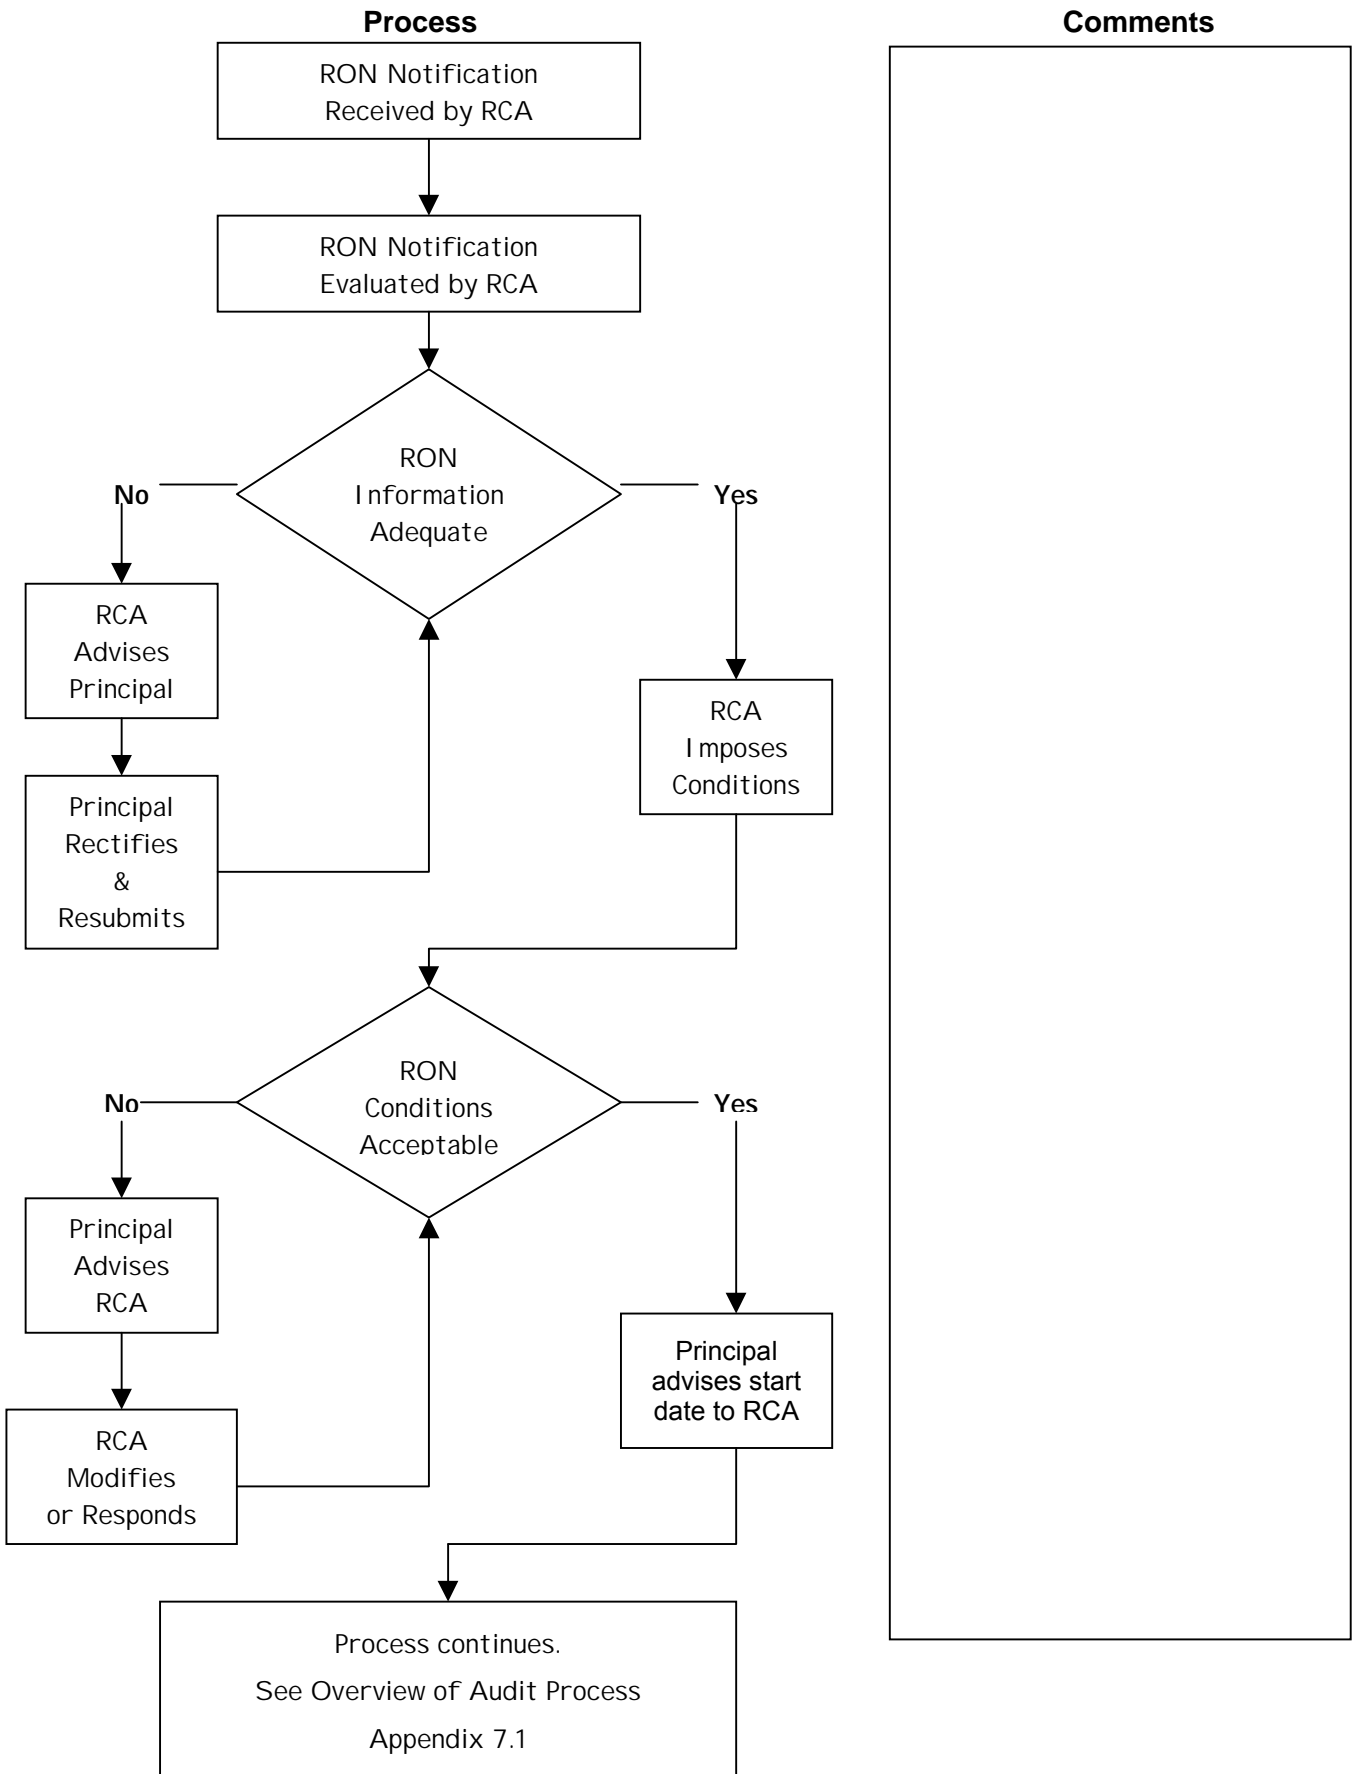 Process
Comments
RON Notification
Received by RCA
RON Notification
Evaluated by RCA
RON
Information
Adequate
No
Yes
RCA
Advises
Principal
RCA
Imposes
Conditions
Principal
Rectifies
&
Resubmits
RON
Conditions
Acceptable
No
Yes
Principal
Advises
RCA
Principal
advises start
date to RCA
RCA
Modifies
or Responds
Process continues.
See Overview of Audit Process
Appendix 7.1